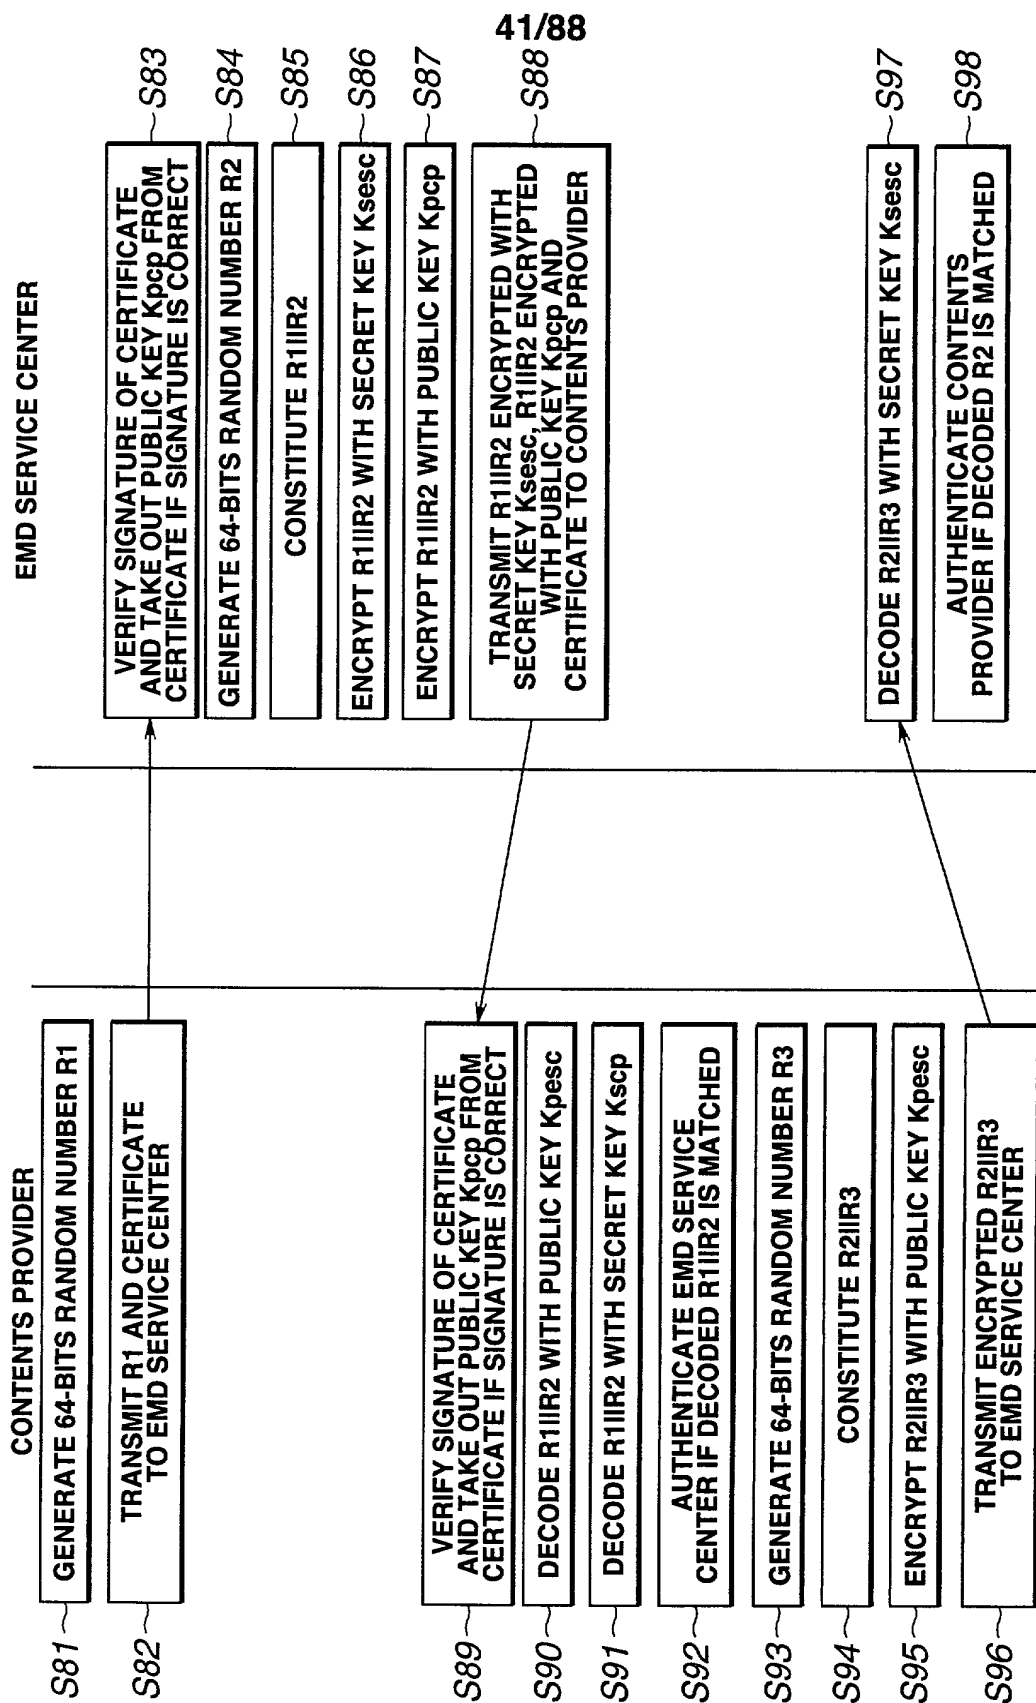 41/88
CONTENTS PROVIDER
S81
GENERATE 64-BITS RANDOM NUMBER R1
S82
TRANSMIT R1 AND CERTIFICATE
TO EMD SERVICE CENTER
S89
VERIFY SIGNATURE OF CERTIFICATE
AND TAKE OUT PUBLIC KEY Kpcp FROM
CERTIFICATE IF SIGNATURE IS CORRECT
S90
DECODE R1IIR2 WITH PUBLIC KEY Kpesc
S91
DECODE R1IIR2 WITH SECRET KEY Kscp
S92
AUTHENTICATE EMD SERVICE
CENTER IF DECODED R1IIR2 IS MATCHED
S93
GENERATE 64-BITS RANDOM NUMBER R3
S94
CONSTITUTE R2IIR3
S95
ENCRYPT R2IIR3 WITH PUBLIC KEY Kpesc
S96
TRANSMIT ENCRYPTED R2IIR3
TO EMD SERVICE CENTER
EMD SERVICE CENTER
VERIFY SIGNATURE OF CERTIFICATE
AND TAKE OUT PUBLIC KEY Kpcp FROM
CERTIFICATE IF SIGNATURE IS CORRECT
S83
GENERATE 64-BITS RANDOM NUMBER R2
S84
CONSTITUTE R1IIR2
S85
ENCRYPT R1IIR2 WITH SECRET KEY Ksesc
S86
ENCRYPT R1IIR2 WITH PUBLIC KEY Kpcp
S87
TRANSMIT R1IIR2 ENCRYPTED WITH
SECRET KEY Ksesc, R1IIR2 ENCRYPTED
WITH PUBLIC KEY Kpcp AND
CERTIFICATE TO CONTENTS PROVIDER
S88
DECODE R2IIR3 WITH SECRET KEY Ksesc
S97
AUTHENTICATE CONTENTS
PROVIDER IF DECODED R2 IS MATCHED
S98